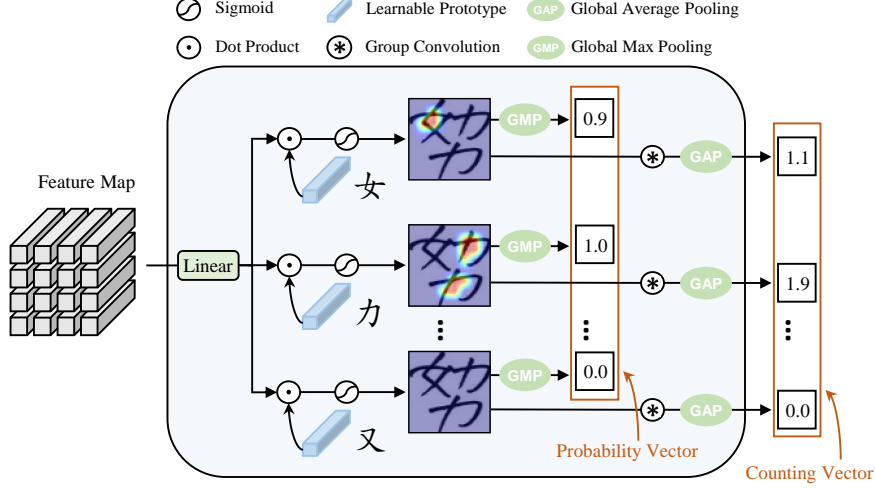 Sigmoid Learnable Prototype GAP Global Average Pooling
Dot Product Group Convolution GMP Global Max Pooling
Feature Map
Linear
女
GMP 0.9
GAP 1.1
力
GMP 1.0
GAP 1.9
又
GMP 0.0
GAP 0.0
Probability Vector
Counting Vector